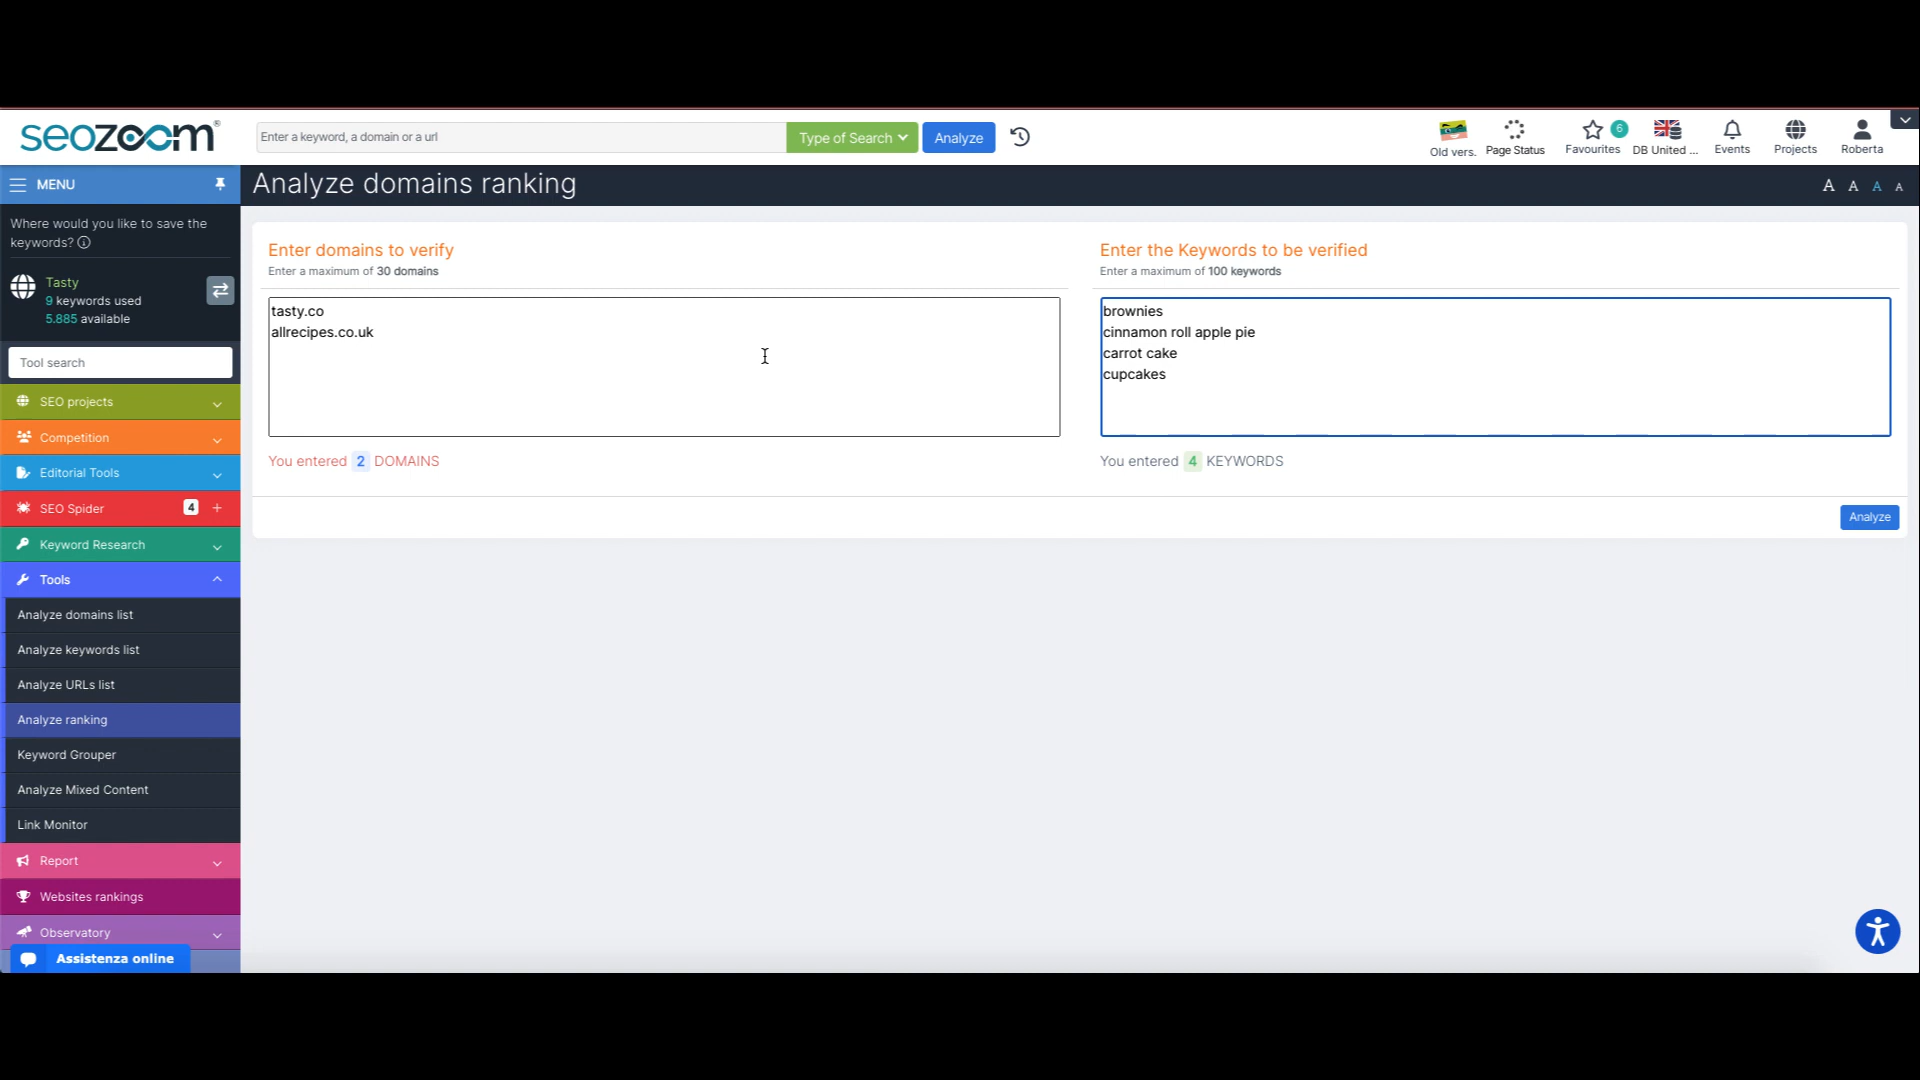 seozoom®
Enter a keyword, a domain or a url
Type of Search
Analyze
Old vers.
Page Status
Favourites
6
DB United ...
Events
Projects
Roberta
MENU
Analyze domains ranking
A A A A
Where would you like to save the
keywords?
Tasty
9 keywords used
5.885 available
Tool search
SEO projects
Competition
Editorial Tools
SEO Spider 4 +
Keyword Research
Tools
Analyze domains list
Analyze keywords list
Analyze URLs list
Analyze ranking
Keyword Grouper
Analyze Mixed Content
Link Monitor
Report
Websites rankings
Observatory
Assistenza online
Enter domains to verify
Enter a maximum of 30 domains
tasty.co
allrecipes.co.uk
You entered 2 DOMAINS
Enter the Keywords to be verified
Enter a maximum of 100 keywords
brownies
cinnamon roll apple pie
carrot cake
cupcakes
You entered 4 KEYWORDS
Analyze